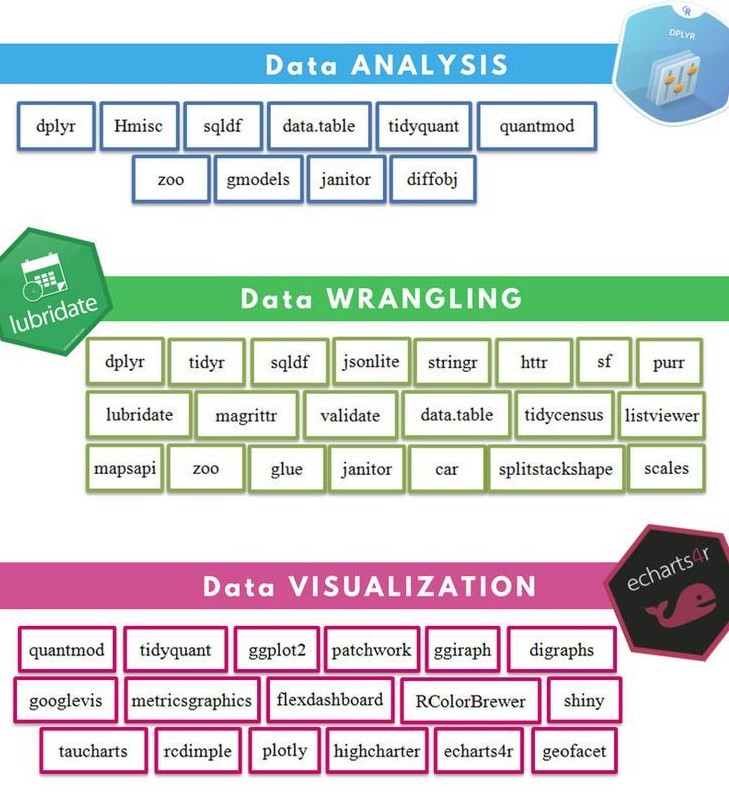 R
DPLYR
Data ANALYSIS
dplyr Hmisc sqldf data.table tidyquant quantmod
zoo gmodels janitor diffobj
lubridate
Data WRANGLING
dplyr tidyr sqldf jsonlite stringr httr sf purr
lubridate magrittr validate data.table tidycensus listviewer
mapsapi zoo glue janitor car splitstackshape scales
echarts4r
Data VISUALIZATION
quantmod tidyquant ggplot2 patchwork ggiraph digraphs
googlevis metricsgraphics flexdashboard RColorBrewer shiny
taucharts rcdimple plotly highcharter echarts4r geofacet